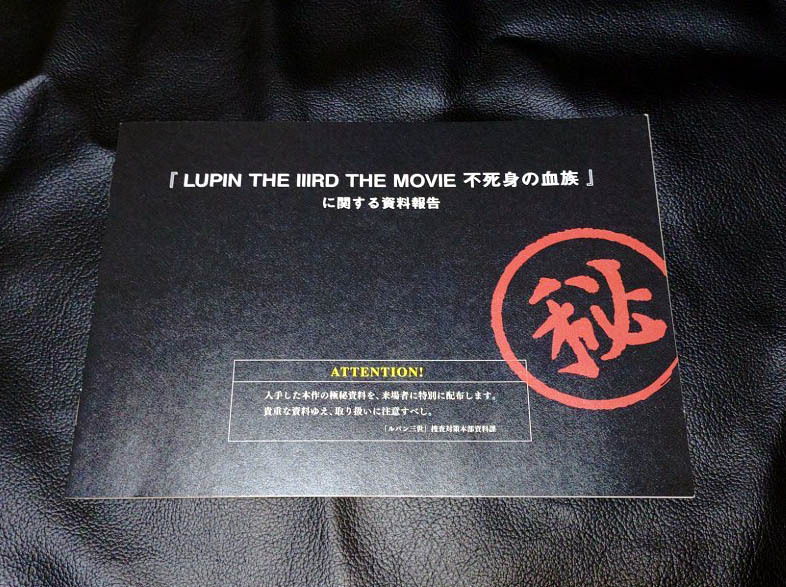 『 LUPIN THE IIIRD THE MOVIE 不死身の血族 』
に関する資料報告
秘
ATTENTION!
入手した本作の極秘資料を、来場者に特別に配布します。
貴重な資料ゆえ、取り扱いに注意すべし。
「ルパン三世」捜査対策本部資料課